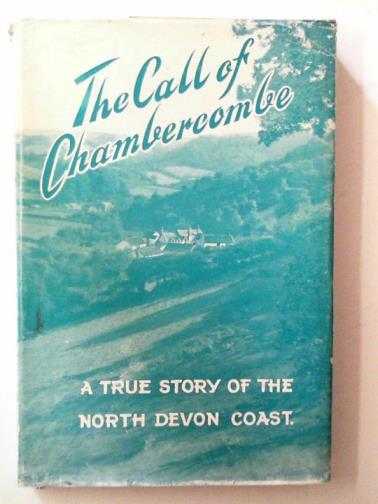 The Call of
Chambercombe
A TRUE STORY OF THE
NORTH DEVON COAST.